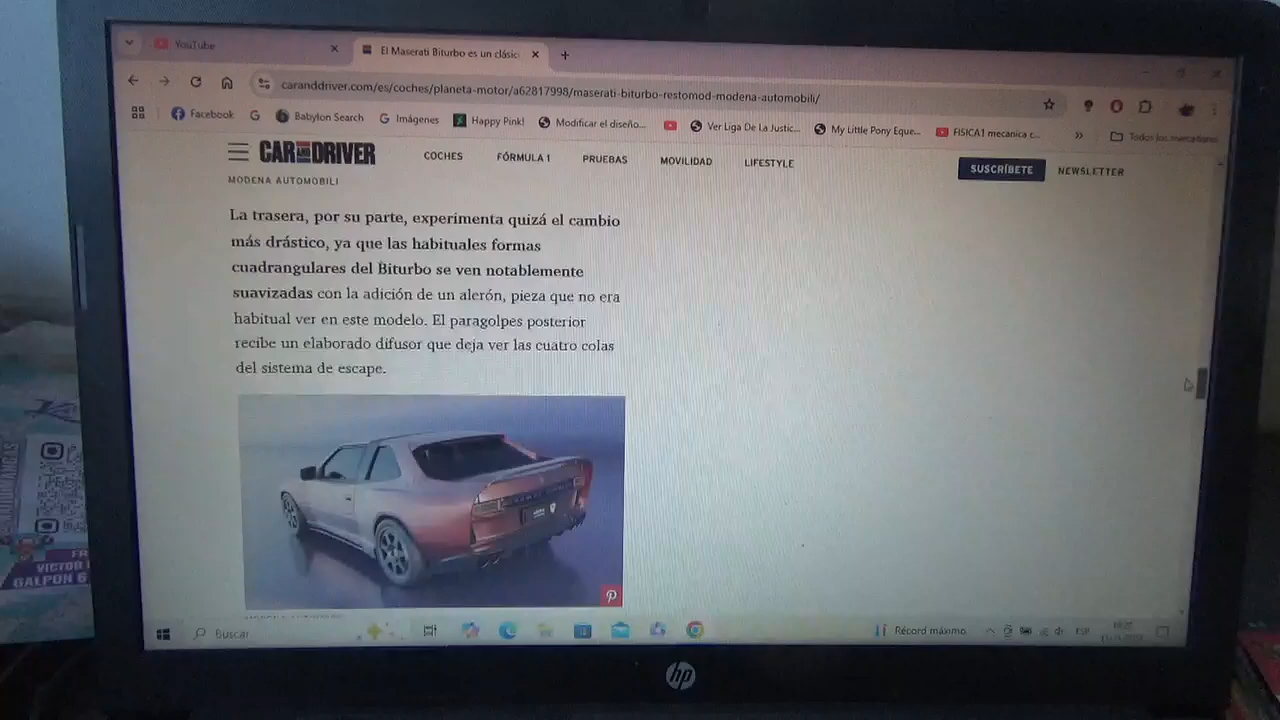 YouTube
El Maserati Biturbo es un clásic
caranddriver.com/es/coches/planeta-motor/a62817998/maserati-biturbo-restomod-modena-automobili/
Facebook
Babylon Search
Imágenes
Happy Pink!
Modificar el diseño...
Ver Liga De La Justic...
My Little Pony Eque...
FISICA1 mecánica c...
Todos los marcadores
CAR AND DRIVER
COCHES
FÓRMULA 1
PRUEBAS
MOVILIDAD
LIFESTYLE
SUSCRÍBETE
NEWSLETTER
MODENA AUTOMOBILI
La trasera, por su parte, experimenta quizá el cambio
más drástico, ya que las habituales formas
cuadrangulares del Biturbo se ven notablemente
suavizadas con la adición de un alerón, pieza que no era
habitual ver en este modelo. El paragolpes posterior
recibe un elaborado difusor que deja ver las cuatro colas
del sistema de escape.
Buscar
Récord máximo
ESP
hp
VICTOR
GALPON 6